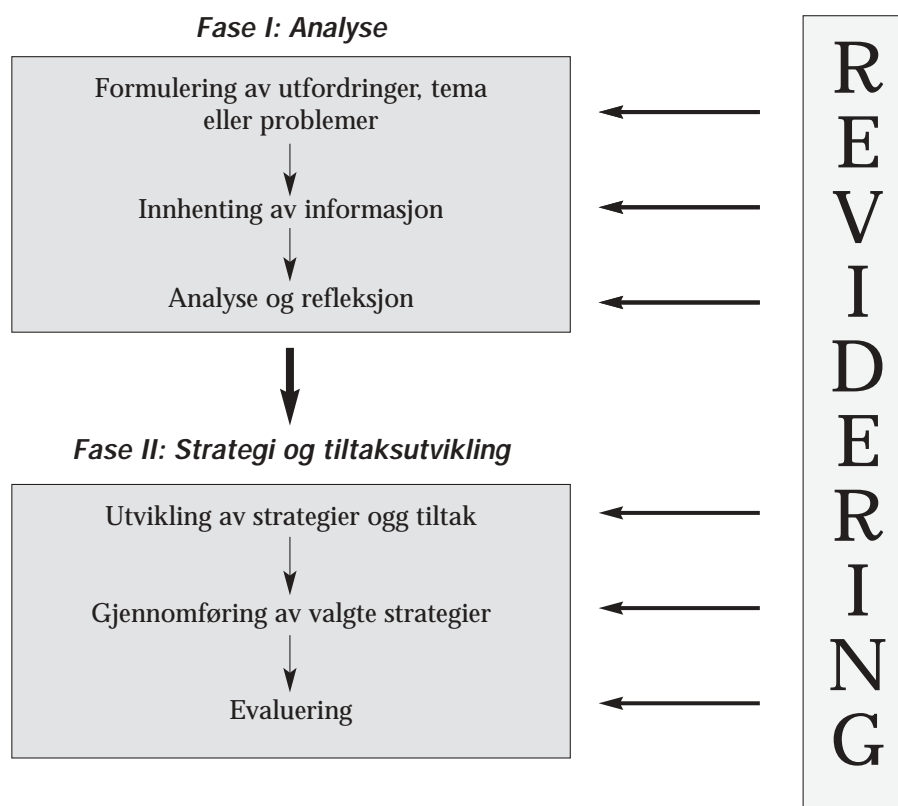 Fase I: Analyse
Formulering av utfordringer, tema
eller problemer
Innhenting av informasjon
Analyse og refleksjon
Fase II: Strategi og tiltaksutvikling
Utvikling av strategier ogg tiltak
Gjennomføring av valgte strategier
Evaluering
REVIDERING